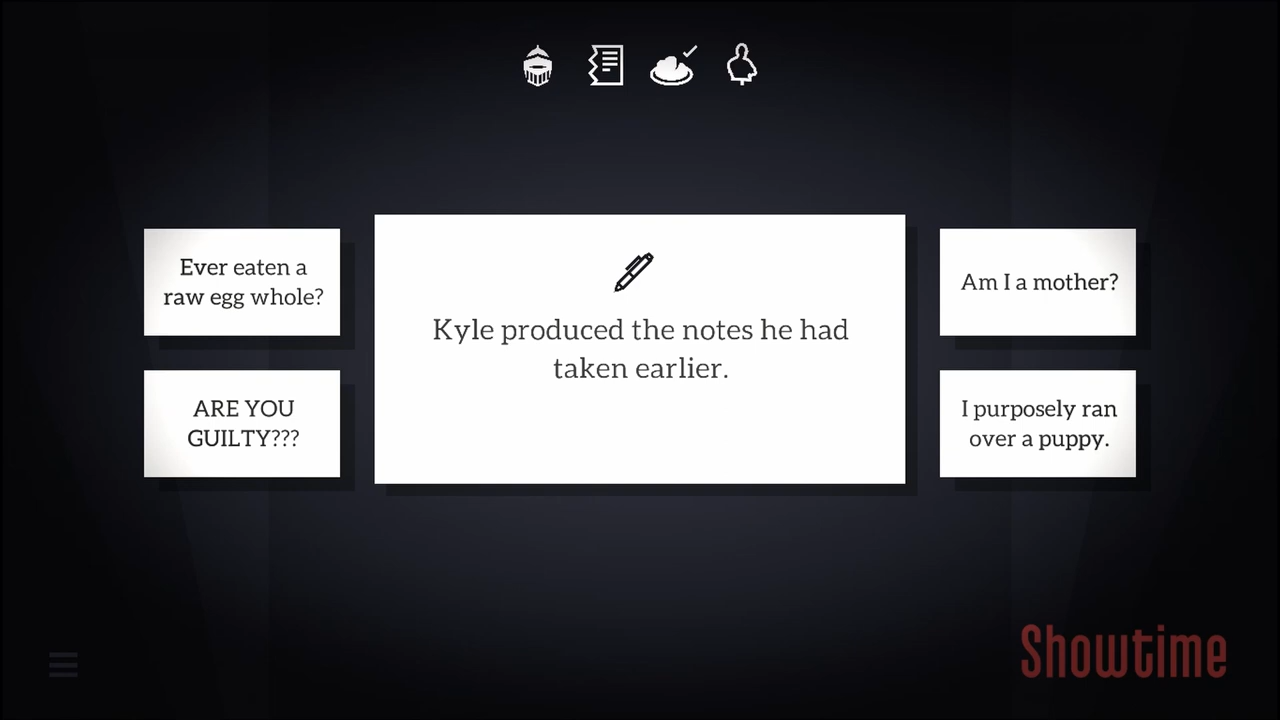 Ever eaten a
raw egg whole?
ARE YOU
GUILTY???
Kyle produced the notes he had
taken earlier.
Am I a mother?
I purposely ran
over a puppy.
Showtime